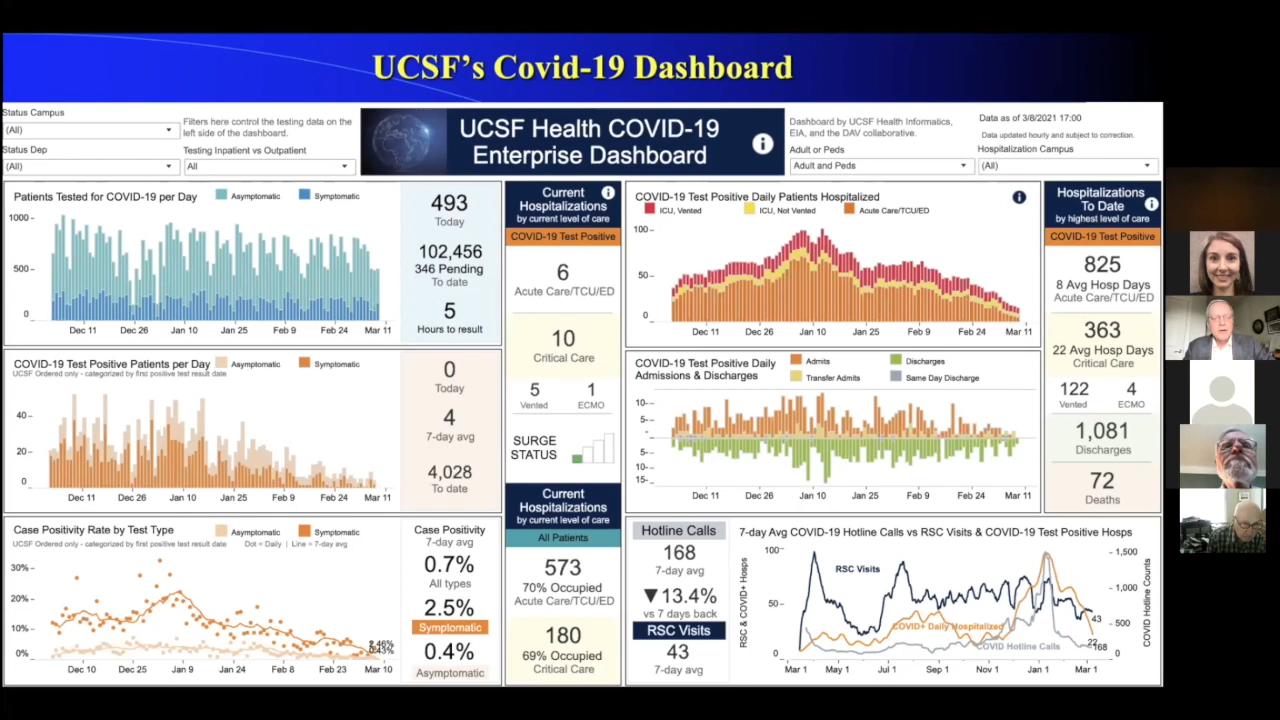 UCSF's Covid-19 Dashboard
Status Campus
(All)
Status Dep
(All)
Filters here control the testing data on the
left side of the dashboard.
Testing Inpatient vs Outpatient
All
UCSF Health COVID-19
Enterprise Dashboard
i
Dashboard by UCSF Health Informatics,
EIA, and the DAV collaborative.
Adult or Peds
Adult and Peds
Data as of 3/8/2021 17:00
Data updated hourly and subject to correction.
Hospitalization Campus
(All)
Patients Tested for COVID-19 per Day
Asymptomatic
Symptomatic
1000
500
0
Dec 11 Dec 26 Jan 10 Jan 25 Feb 9 Feb 24 Mar 11
493
Today
102,456
346 Pending
To date
5
Hours to result
COVID-19 Test Positive Patients per Day
Asymptomatic
Symptomatic
UCSF Ordered only - categorized by first positive test result date
40
20
0
Dec 11 Dec 26 Jan 10 Jan 25 Feb 9 Feb 24 Mar 11
0
Today
4
7-day avg
4,028
To date
Case Positivity Rate by Test Type
Asymptomatic
Symptomatic
UCSF Ordered only - categorized by first positive test result date
Dot = Daily | Line = 7-day avg
30%
20%
10%
0%
Dec 10 Dec 25 Jan 9 Jan 24 Feb 8 Feb 23 Mar 10
Case Positivity
7-day avg
0.7%
All types
2.5%
Symptomatic
0.4%
Asymptomatic
Current
Hospitalizations
by current level of care
i
COVID-19 Test Positive
6
Acute Care/TCU/ED
10
Critical Care
5 1
Vented ECMO
SURGE
STATUS
Current
Hospitalizations
by current level of care
All Patients
573
70% Occupied
Acute Care/TCU/ED
180
69% Occupied
Critical Care
COVID-19 Test Positive Daily Patients Hospitalized
i
ICU, Vented
ICU, Not Vented
Acute Care/TCU/ED
100
50
0
Dec 11 Dec 26 Jan 10 Jan 25 Feb 9 Feb 24 Mar 11
COVID-19 Test Positive Daily
Admissions & Discharges
Admits
Discharges
Transfer Admits
Same Day Discharge
10
5
5
10
15
Dec 11 Dec 26 Jan 10 Jan 25 Feb 9 Feb 24 Mar 11
Hotline Calls
168
7-day avg
▼ 13.4%
vs 7 days back
RSC Visits
43
7-day avg
7-day Avg COVID-19 Hotline Calls vs RSC Visits & COVID-19 Test Positive Hosps
RSC & COVID+ Hosps
100
50
0
RSC Visits
COVID+ Daily Hospitalized
COVID Hotline Calls
43
22
168
1,500
1,000
500
0
COVID Hotline Counts
Mar 1 May 1 Jul 1 Sep 1 Nov 1 Jan 1 Mar 1
Hospitalizations
To Date
by highest level of care
i
COVID-19 Test Positive
825
8 Avg Hosp Days
Acute Care/TCU/ED
363
22 Avg Hosp Days
Critical Care
122 4
Vented ECMO
1,081
Discharges
72
Deaths